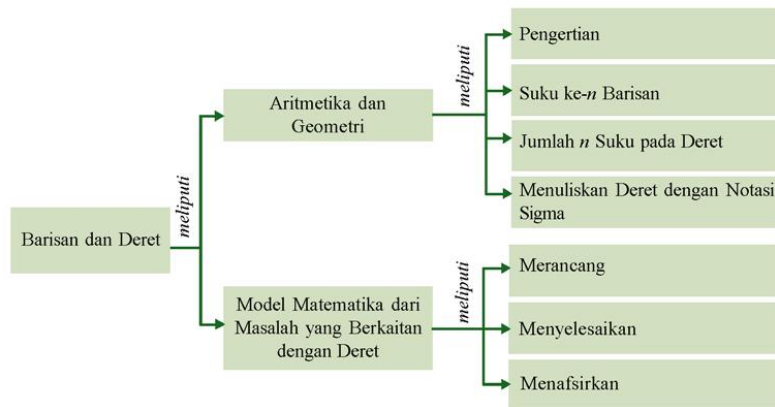 Barisan dan Deret
meliputi
Aritmetika dan
Geometri
meliputi
Pengertian
Suku ke-n Barisan
Jumlah n Suku pada Deret
Menuliskan Deret dengan Notasi
Sigma
Model Matematika dari
Masalah yang Berkaitan
dengan Deret
meliputi
Merancang
Menyelesaikan
Menafsirkan